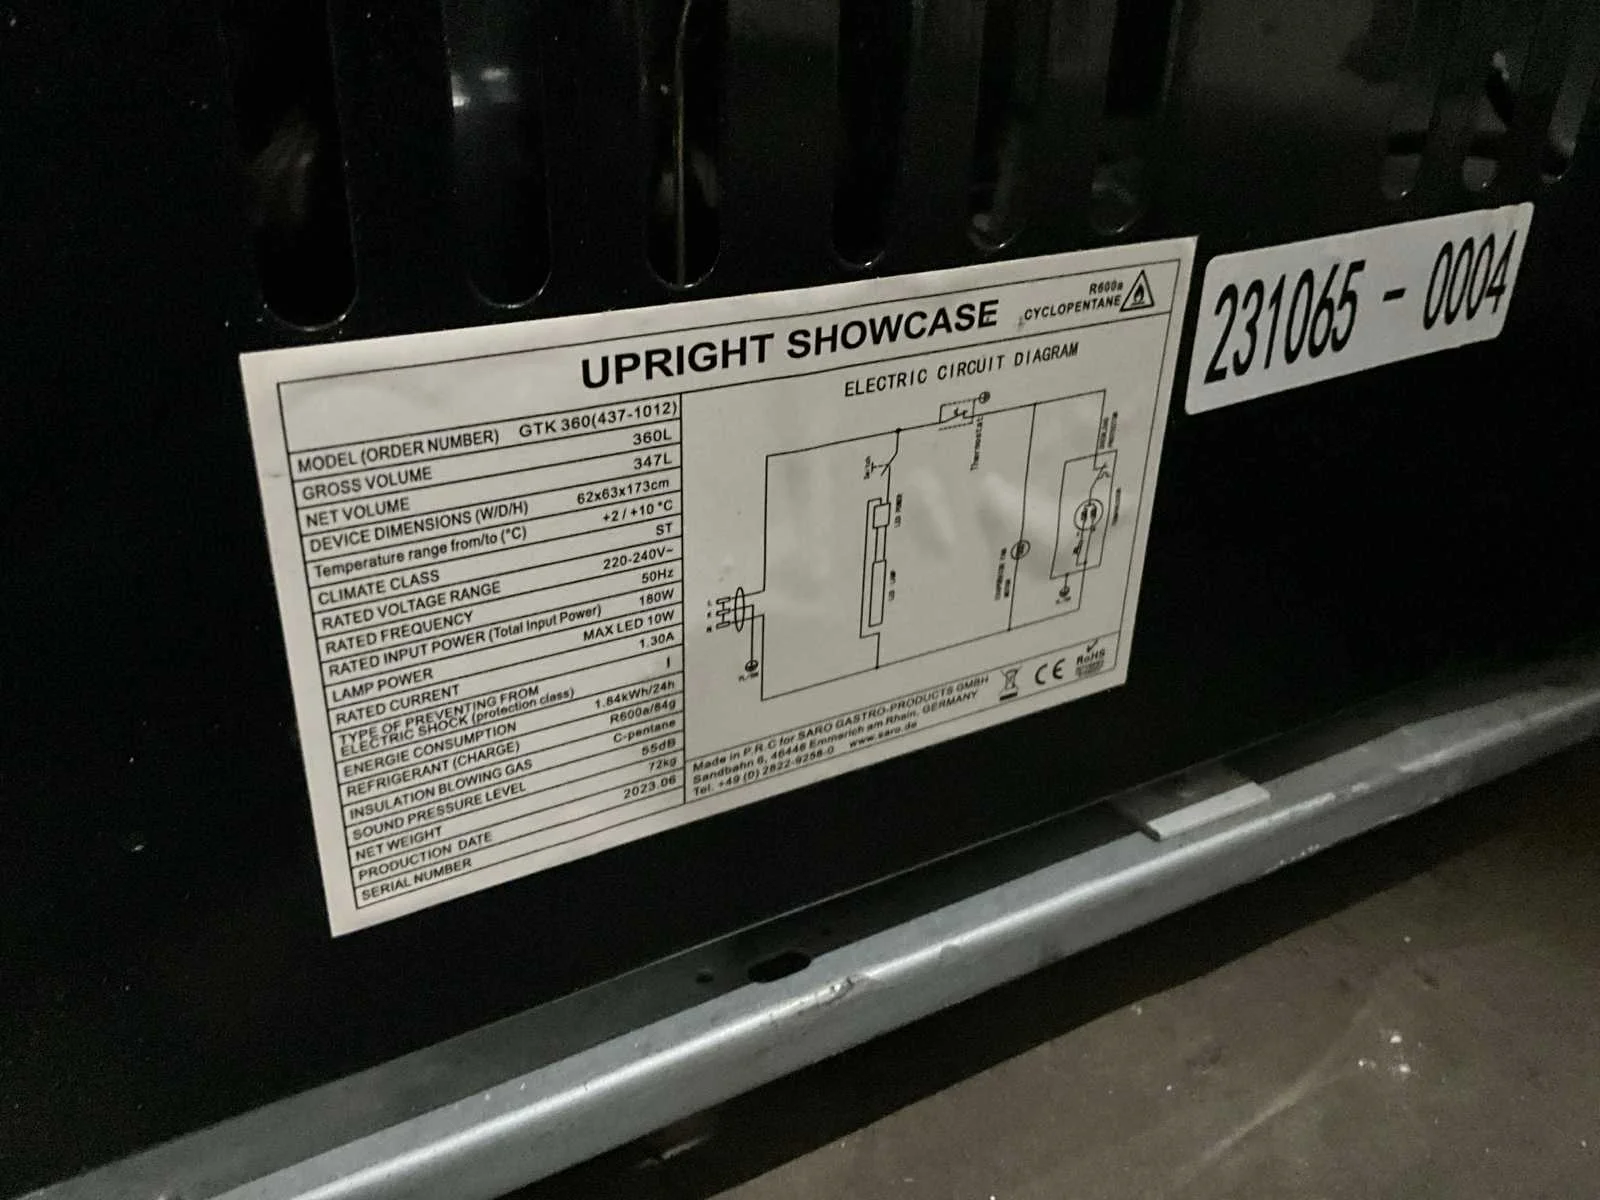 UPRIGHT SHOWCASE
R600a
CYCLOPENTANE
231065 - 0004
MODEL (ORDER NUMBER) GTK 360(437-1012)
GROSS VOLUME 360L
NET VOLUME 347L
DEVICE DIMENSIONS (W/D/H) 62x63x173cm
Temperature range from/to (°C) +2 / +10 °C
CLIMATE CLASS ST
RATED VOLTAGE RANGE 220-240V~
RATED FREQUENCY 50Hz
RATED INPUT POWER (Total Input Power) 180W
LAMP POWER MAX LED 10W
RATED CURRENT 1.30A
TYPE OF PREVENTING FROM
ELECTRIC SHOCK (protection class) I
ENERGIE CONSUMPTION 1.84kWh/24h
REFRIGERANT (CHARGE) R600a/84g
INSULATION BLOWING GAS C-pentane
SOUND PRESSURE LEVEL 55dB
NET WEIGHT 72kg
PRODUCTION DATE 2023.06
SERIAL NUMBER
ELECTRIC CIRCUIT DIAGRAM
Thermostat
Switch
LED POWER
LED LAMP
L
E
N
Made in P.R.C for SARO GASTRO-PRODUCTS GMBH
Sandbahn 6, 46446 Emmerich am Rhein, GERMANY
Tel. +49 (0) 2822-9258-0 www.saro.de
CE
RoHS